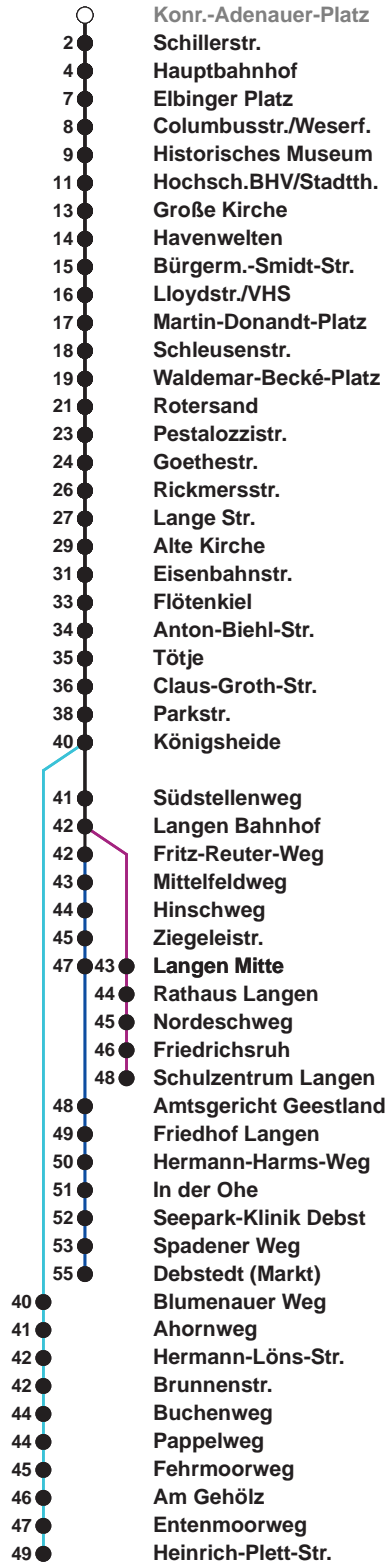 Konr.-Adenauer-Platz
2 Schillerstr.
4 Hauptbahnhof
7 Elbinger Platz
8 Columbusstr./Weserf.
9 Historisches Museum
11 Hochsch.BHV/Stadtth.
13 Große Kirche
14 Havenwelten
15 Bürgerm.-Smidt-Str.
16 Lloydstr./VHS
17 Martin-Donandt-Platz
18 Schleusenstr.
19 Waldemar-Becké-Platz
21 Rotersand
23 Pestalozzistr.
24 Goethestr.
26 Rickmersstr.
27 Lange Str.
29 Alte Kirche
31 Eisenbahnstr.
33 Flötenkiel
34 Anton-Biehl-Str.
35 Tötje
36 Claus-Groth-Str.
38 Parkstr.
40 Königsheide
41 Südstellenweg
42 Langen Bahnhof
42 Fritz-Reuter-Weg
43 Mittelfeldweg
44 Hinschweg
45 Ziegeleistr.
47 43 Langen Mitte
44 Rathaus Langen
45 Nordeschweg
46 Friedrichsruh
48 Schulzentrum Langen
48 Amtsgericht Geestland
49 Friedhof Langen
50 Hermann-Harms-Weg
51 In der Ohe
52 Seepark-Klinik Debst
53 Spadener Weg
55 Debstedt (Markt)
40 Blumenauer Weg
41 Ahornweg
42 Hermann-Löns-Str.
42 Brunnenstr.
44 Buchenweg
44 Pappelweg
45 Fehrmoorweg
46 Am Gehölz
47 Entenmoorweg
49 Heinrich-Plett-Str.